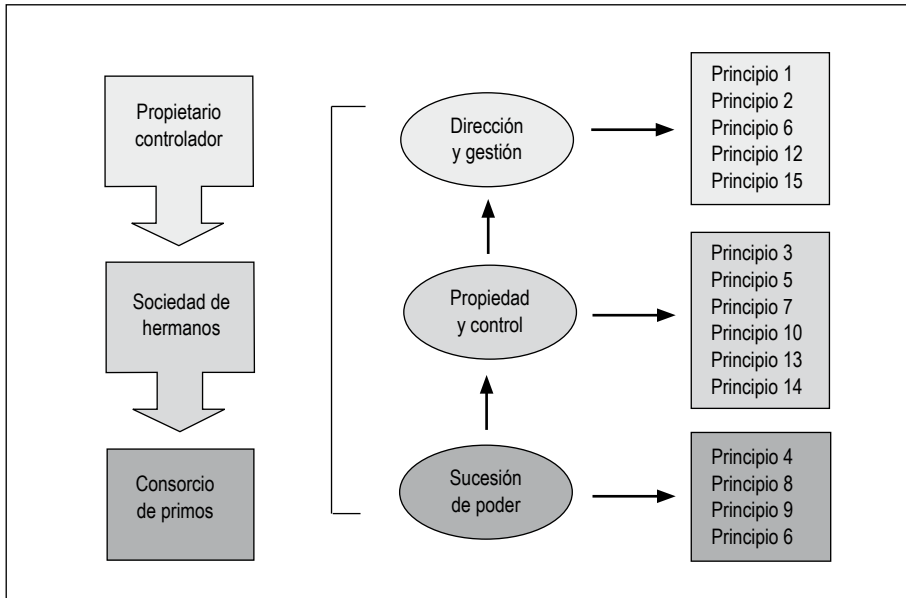 Propietario
controlador
Sociedad de
hermanos
Consorcio
de primos
Dirección
y gestión
Propiedad
y control
Sucesión
de poder
Principio 1
Principio 2
Principio 6
Principio 12
Principio 15
Principio 3
Principio 5
Principio 7
Principio 10
Principio 13
Principio 14
Principio 4
Principio 8
Principio 9
Principio 6